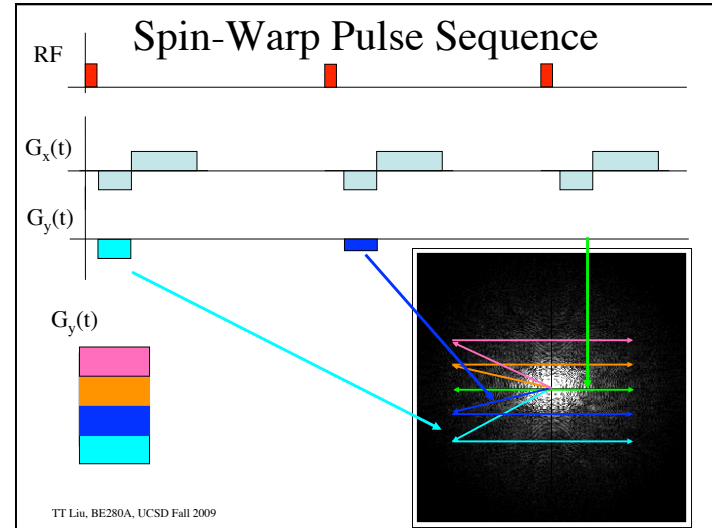 Spin-Warp Pulse Sequence
RF
Gx(t)
Gy(t)
Gy(t)
TT Liu, BE280A, UCSD Fall 2009